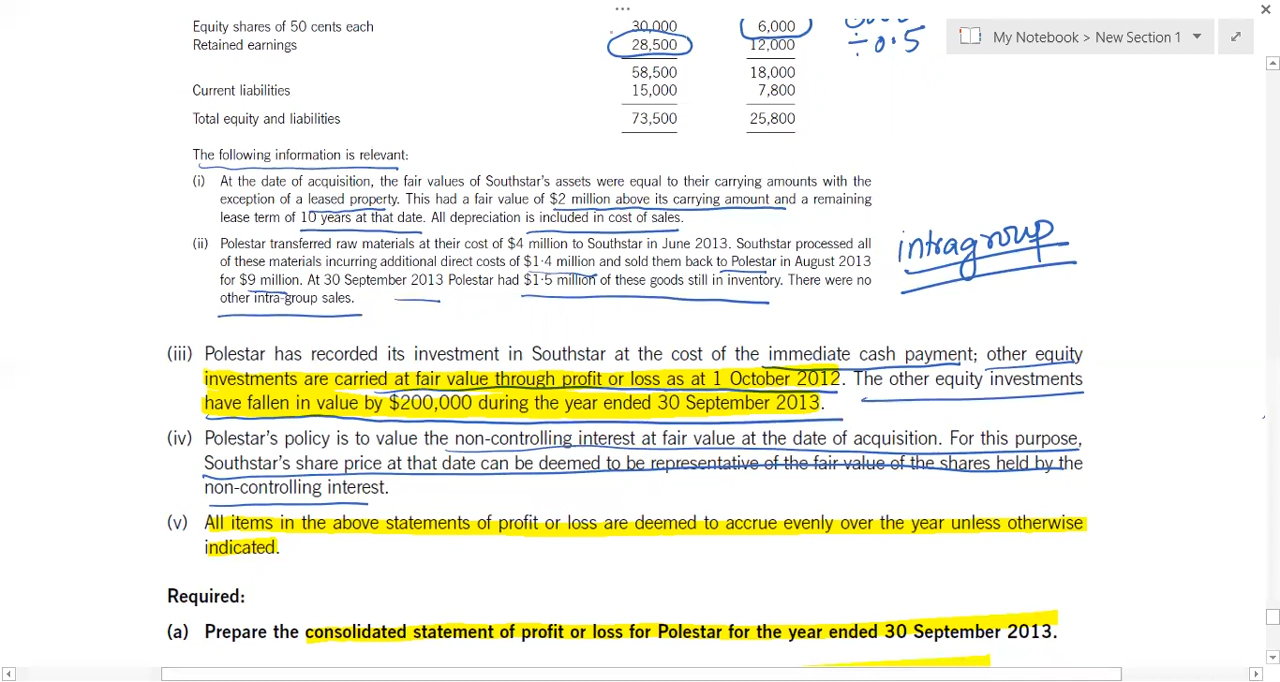 ...
My Notebook > New Section 1
Equity shares of 50 cents each 30,000 6,000
÷ 0.5
Retained earnings 28,500 12,000
58,500 18,000
Current liabilities 15,000 7,800
Total equity and liabilities 73,500 25,800
The following information is relevant:
(i) At the date of acquisition, the fair values of Southstar's assets were equal to their carrying amounts with the
exception of a leased property. This had a fair value of $2 million above its carrying amount and a remaining
lease term of 10 years at that date. All depreciation is included in cost of sales.
(ii) Polestar transferred raw materials at their cost of $4 million to Southstar in June 2013. Southstar processed all
of these materials incurring additional direct costs of $1·4 million and sold them back to Polestar in August 2013
for $9 million. At 30 September 2013 Polestar had $1·5 million of these goods still in inventory. There were no
other intra-group sales.
intragroup
(iii) Polestar has recorded its investment in Southstar at the cost of the immediate cash payment; other equity
investments are carried at fair value through profit or loss as at 1 October 2012. The other equity investments
have fallen in value by $200,000 during the year ended 30 September 2013.
(iv) Polestar's policy is to value the non-controlling interest at fair value at the date of acquisition. For this purpose,
Southstar's share price at that date can be deemed to be representative of the fair value of the shares held by the
non-controlling interest.
(v) All items in the above statements of profit or loss are deemed to accrue evenly over the year unless otherwise
indicated.
Required:
(a) Prepare the consolidated statement of profit or loss for Polestar for the year ended 30 September 2013.